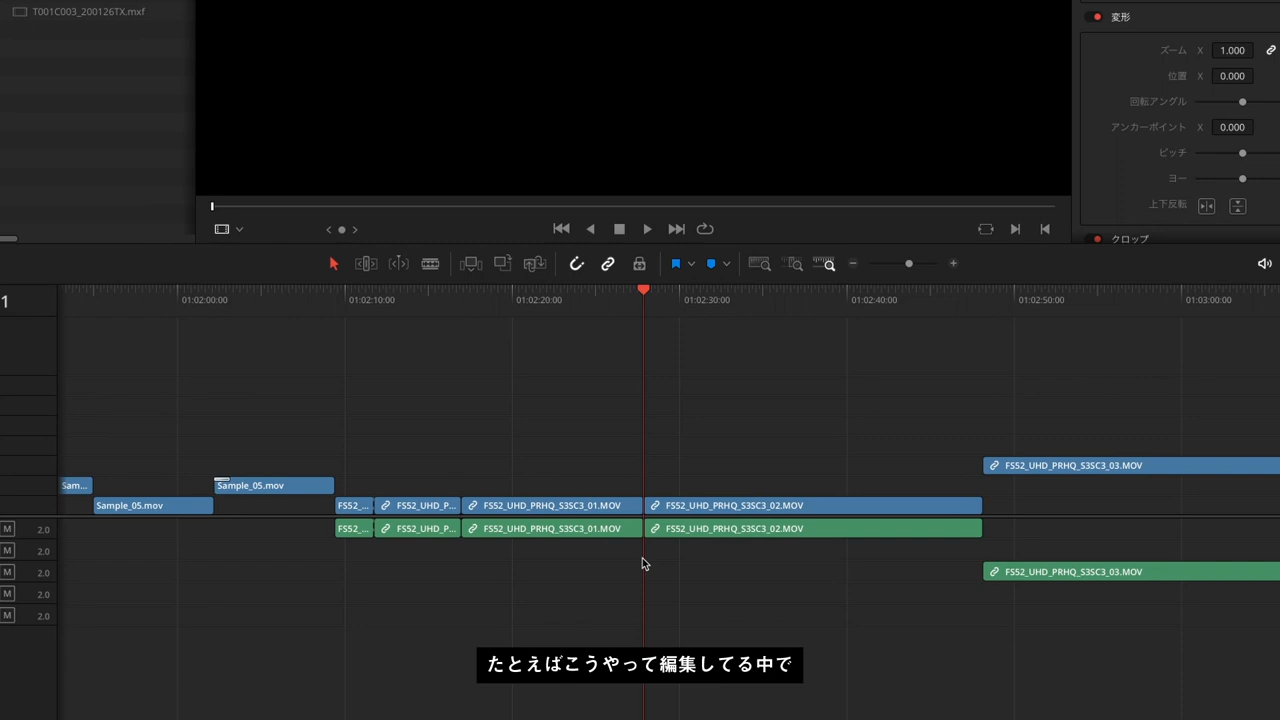 T001C003_200126TX.mxf
変形
ズーム X 1.000
位置 X 0.000
回転アングル
アンカーポイント X 0.000
ピッチ
ヨー
上下反転
クロップ
1
01:02:00:00 01:02:10:00 01:02:20:00 01:02:30:00 01:02:40:00 01:02:50:00 01:03:00:00
FS52_UHD_PRHQ_S3SC3_03.MOV
Sam... Sample_05.mov
Sample_05.mov FS52_... FS52_UHD_P... FS52_UHD_PRHQ_S3SC3_01.MOV FS52_UHD_PRHQ_S3SC3_02.MOV
M 2.0 FS52_... FS52_UHD_P... FS52_UHD_PRHQ_S3SC3_01.MOV FS52_UHD_PRHQ_S3SC3_02.MOV
M 2.0
M 2.0 FS52_UHD_PRHQ_S3SC3_03.MOV
M 2.0
M 2.0
たとえばこうやって編集してる中で